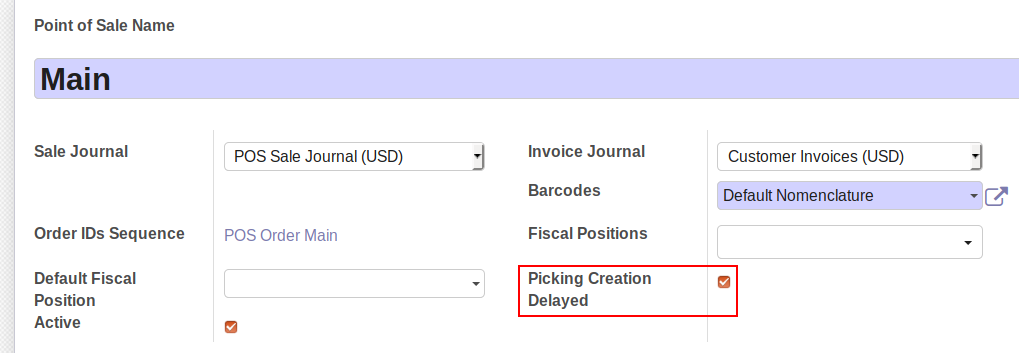 Point of Sale Name
Main
Sale Journal
POS Sale Journal (USD)
Invoice Journal
Customer Invoices (USD)
Barcodes
Default Nomenclature
Order IDs Sequence
POS Order Main
Fiscal Positions
Default Fiscal
Position
Picking Creation
Delayed
Active